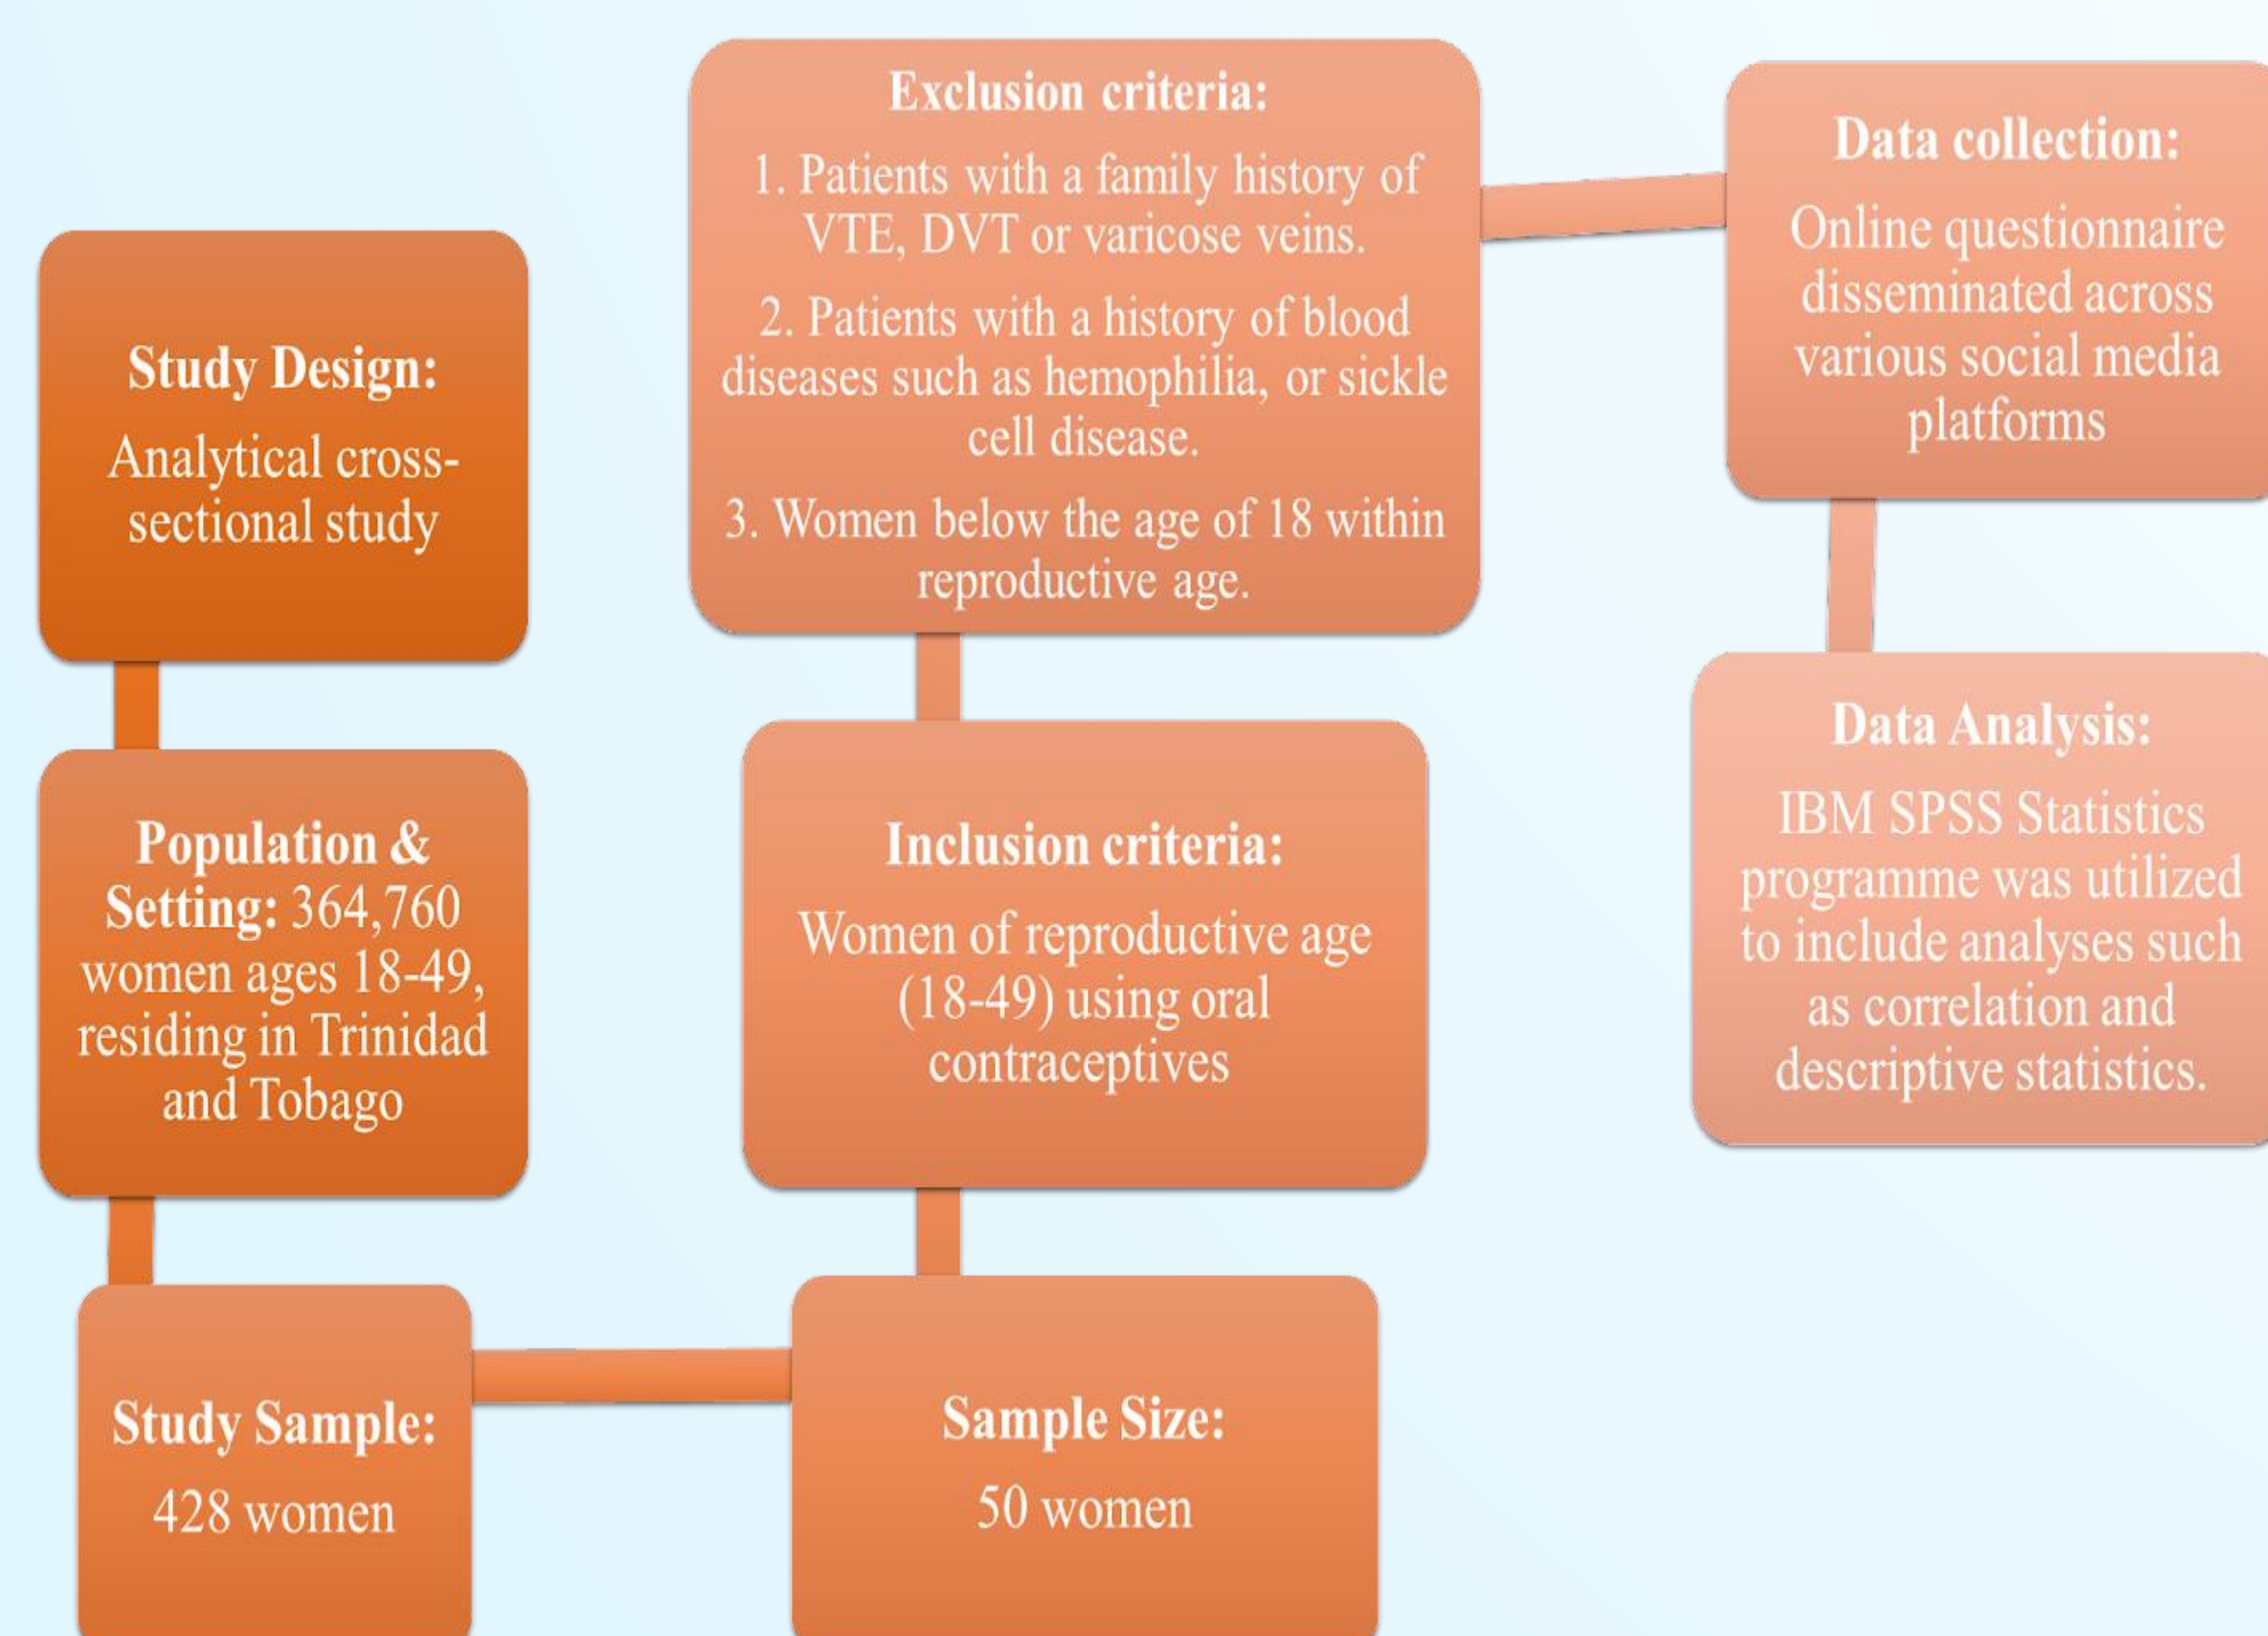 Study Design:
Analytical cross-
sectional study
Population &
Setting: 364,760
women ages 18-49,
residing in Trinidad
and Tobago
Study Sample:
428 women
Sample Size:
50 women
Inclusion criteria:
Women of reproductive age
(18-49) using oral
contraceptives
Exclusion criteria:
1. Patients with a family history of
VTE, DVT or varicose veins.
2. Patients with a history of blood
diseases such as hemophilia, or sickle
cell disease.
3. Women below the age of 18 within
reproductive age.
Data collection:
Online questionnaire
disseminated across
various social media
platforms
Data Analysis:
IBM SPSS Statistics
programme was utilized
to include analyses such
as correlation and
descriptive statistics.